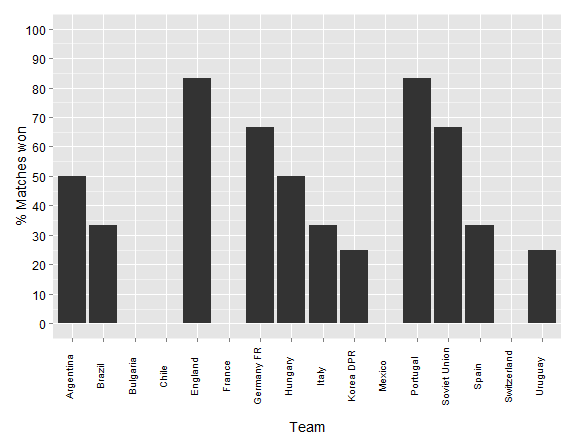 % Matches won
100
90
80
70
60
50
40
30
20
10
0
Argentina
Brazil
Bulgaria
Chile
England
France
Germany FR
Hungary
Italy
Korea DPR
Mexico
Portugal
Soviet Union
Spain
Switzerland
Uruguay
Team